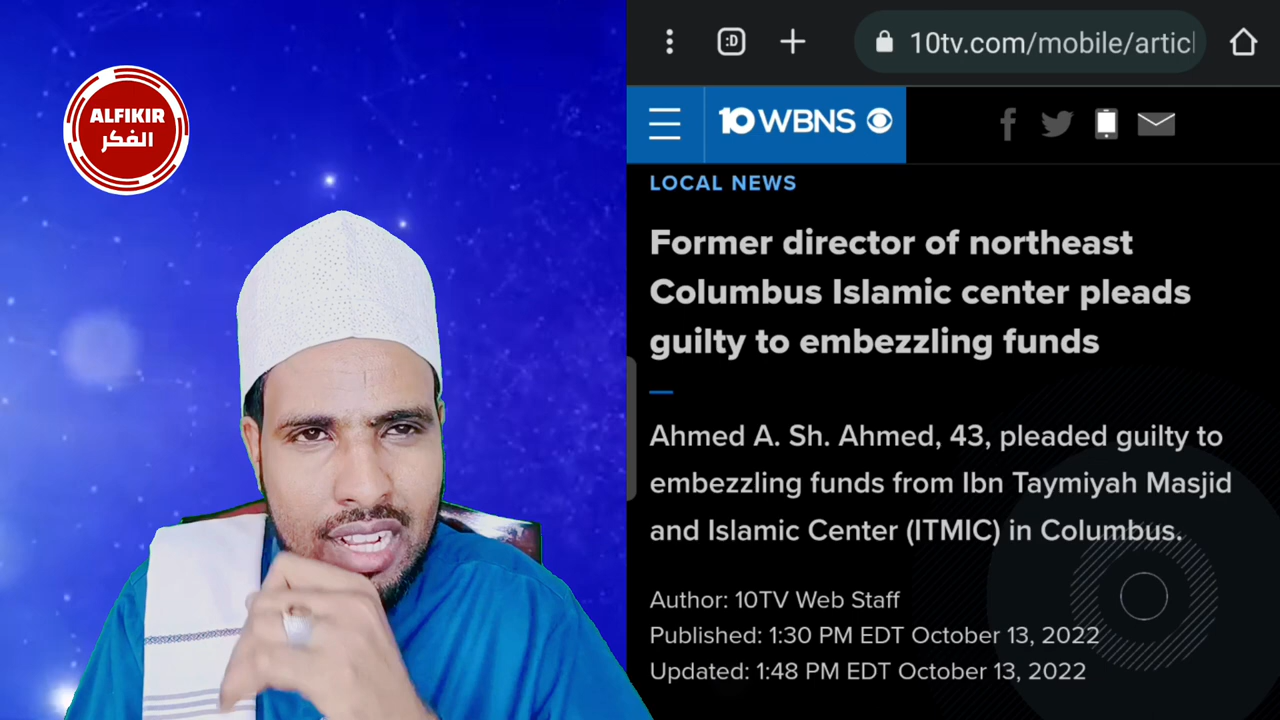 ALFIKIR
الفكر
:D
10tv.com/mobile/artic
10 WBNS
LOCAL NEWS
Former director of northeast
Columbus Islamic center pleads
guilty to embezzling funds
Ahmed A. Sh. Ahmed, 43, pleaded guilty to
embezzling funds from Ibn Taymiyah Masjid
and Islamic Center (ITMIC) in Columbus.
Author: 10TV Web Staff
Published: 1:30 PM EDT October 13, 2022
Updated: 1:48 PM EDT October 13, 2022